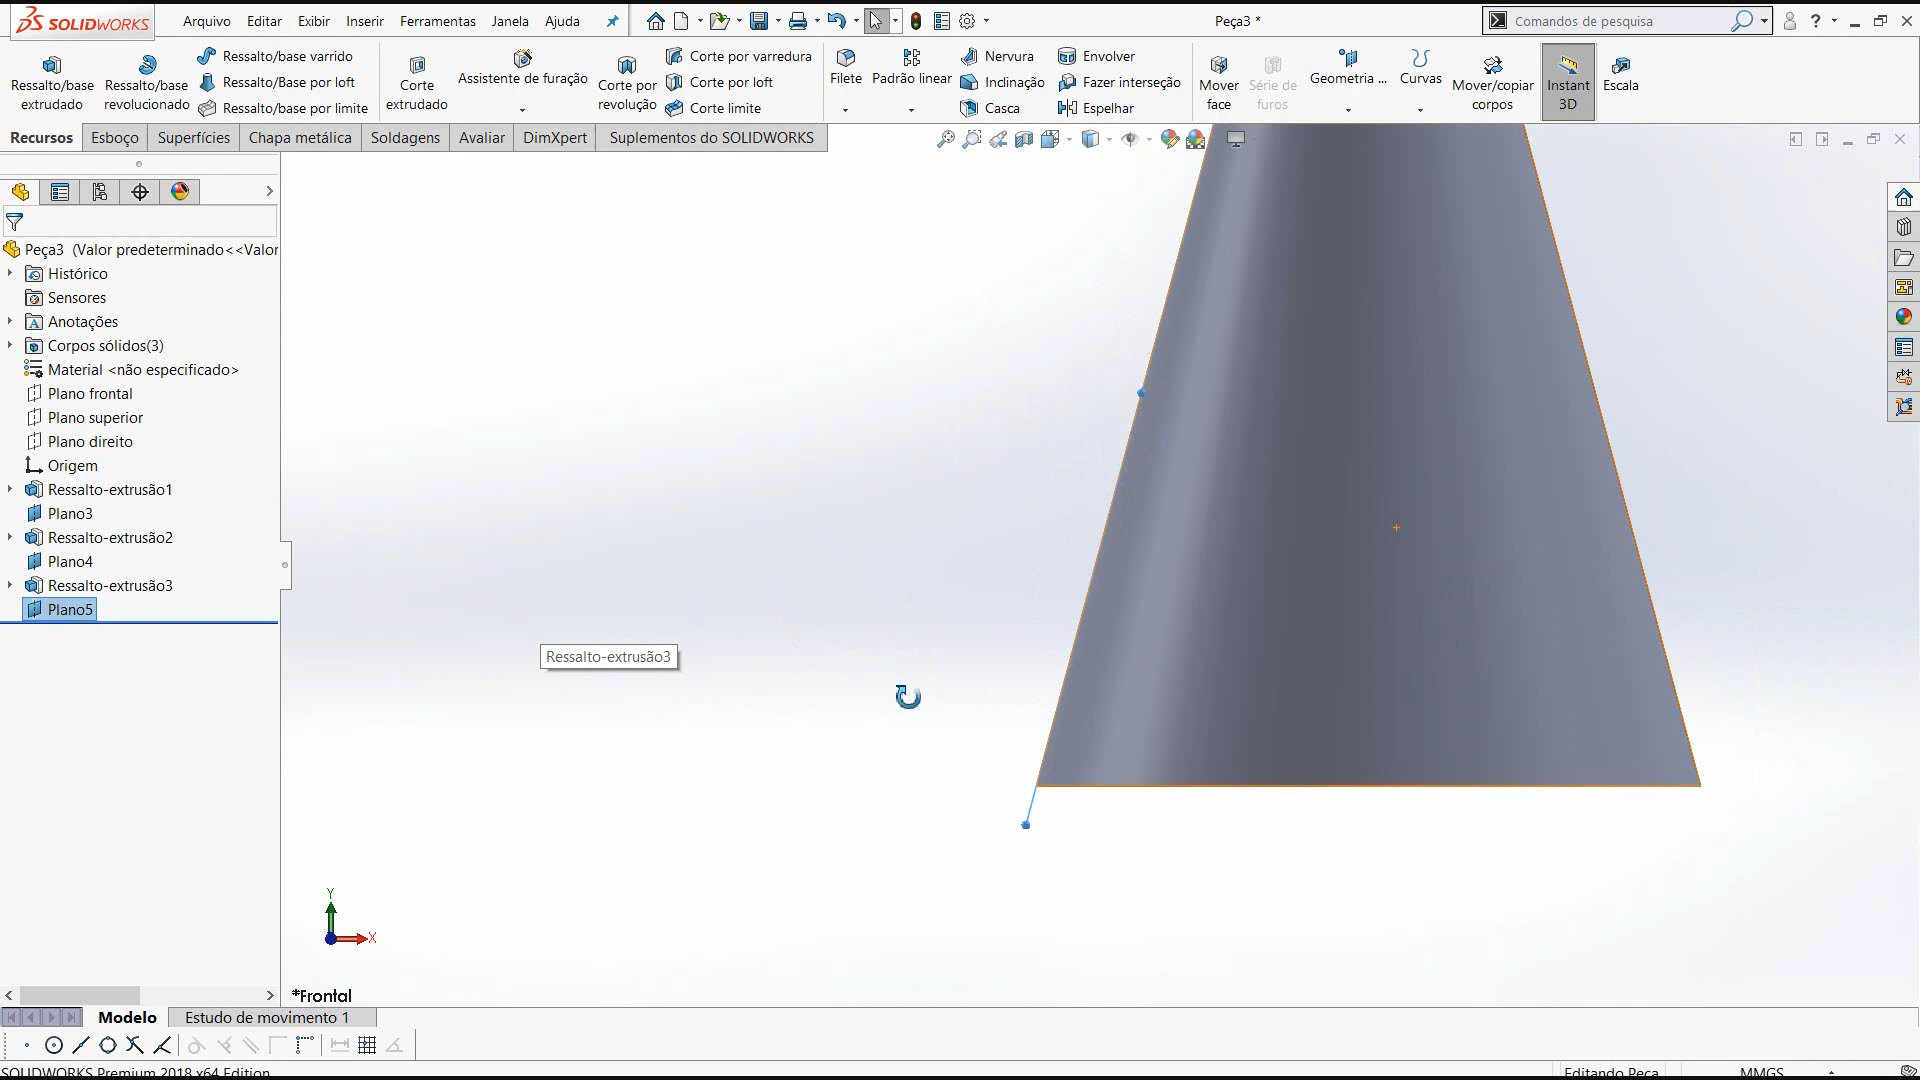 SOLIDWORKS
Arquivo Editar Exibir Inserir Ferramentas Janela Ajuda
Peça3 *
Comandos de pesquisa
Ressalto/base extrudado
Ressalto/base revolucionado
Ressalto/base varrido
Ressalto/Base por loft
Ressalto/base por limite
Corte extrudado
Assistente de furação
Corte por revolução
Corte por varredura
Corte por loft
Corte limite
Filete
Padrão linear
Nervura
Inclinação
Casca
Envolver
Fazer interseção
Espelhar
Mover face
Série de furos
Geometria ...
Curvas
Mover/copiar corpos
Instant 3D
Escala
Recursos Esboço Superfícies Chapa metálica Soldagens Avaliar DimXpert Suplementos do SOLIDWORKS
Peça3 (Valor predeterminado<<Valor
Histórico
Sensores
Anotações
Corpos sólidos(3)
Material <não especificado>
Plano frontal
Plano superior
Plano direito
Origem
Ressalto-extrusão1
Plano3
Ressalto-extrusão2
Plano4
Ressalto-extrusão3
Plano5
Ressalto-extrusão3
Y
X
*Frontal
Modelo Estudo de movimento 1
SOLIDWORKS Premium 2018 x64 Edition
Editando Peça
MMGS